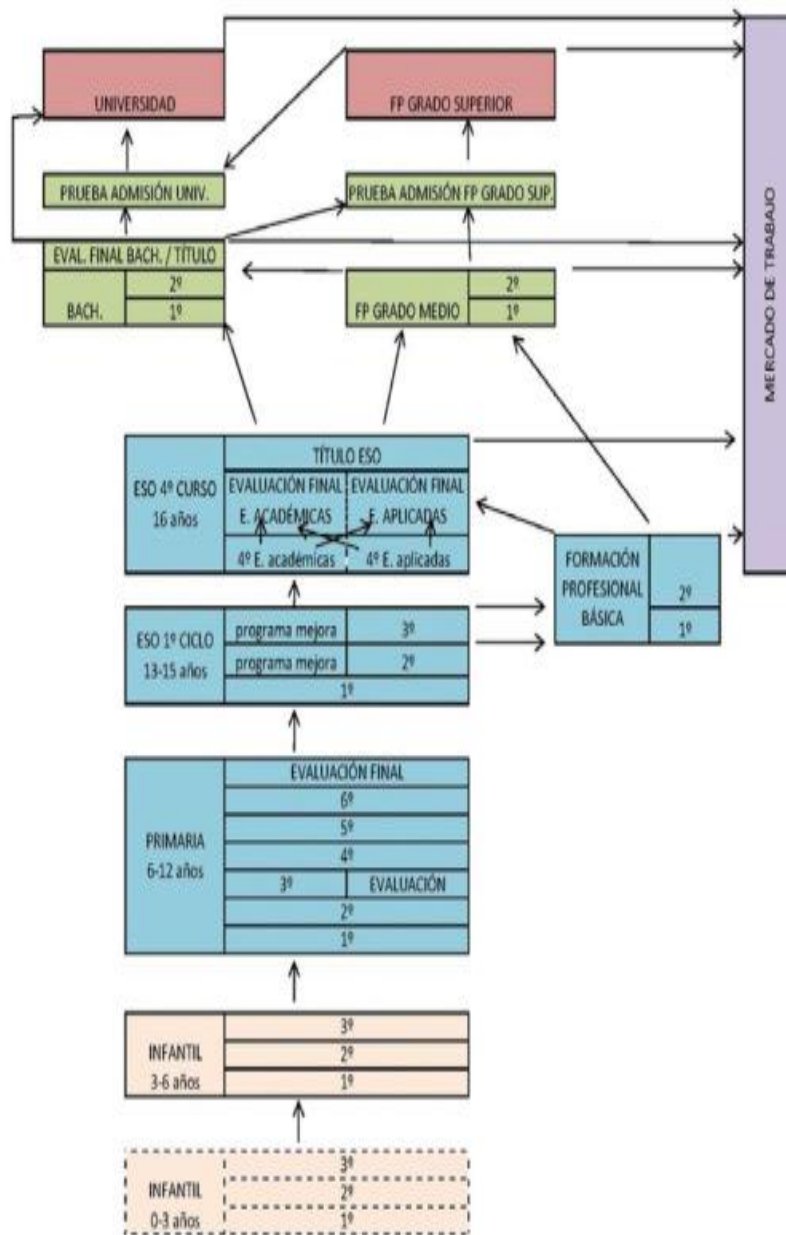 UNIVERSIDAD
FP GRADO SUPERIOR
PRUEBA ADMISIÓN UNIV.
PRUEBA ADMISIÓN FP GRADO SUP.
EVAL. FINAL BACH. / TÍTULO
BACH.
2º
1º
FP GRADO MEDIO
2º
1º
MERCADO DE TRABAJO
ESO 4º CURSO
16 años
TÍTULO ESO
EVALUACIÓN FINAL
E. ACADÉMICAS
EVALUACIÓN FINAL
E. APLICADAS
4º E. académicas
4º E. aplicadas
FORMACIÓN
PROFESIONAL
BÁSICA
2º
1º
ESO 1º CICLO
13-15 años
programa mejora
3º
programa mejora
2º
1º
PRIMARIA
6-12 años
EVALUACIÓN FINAL
6º
5º
4º
3º
EVALUACIÓN
2º
1º
INFANTIL
3-6 años
3º
2º
1º
INFANTIL
0-3 años
3º
2º
1º